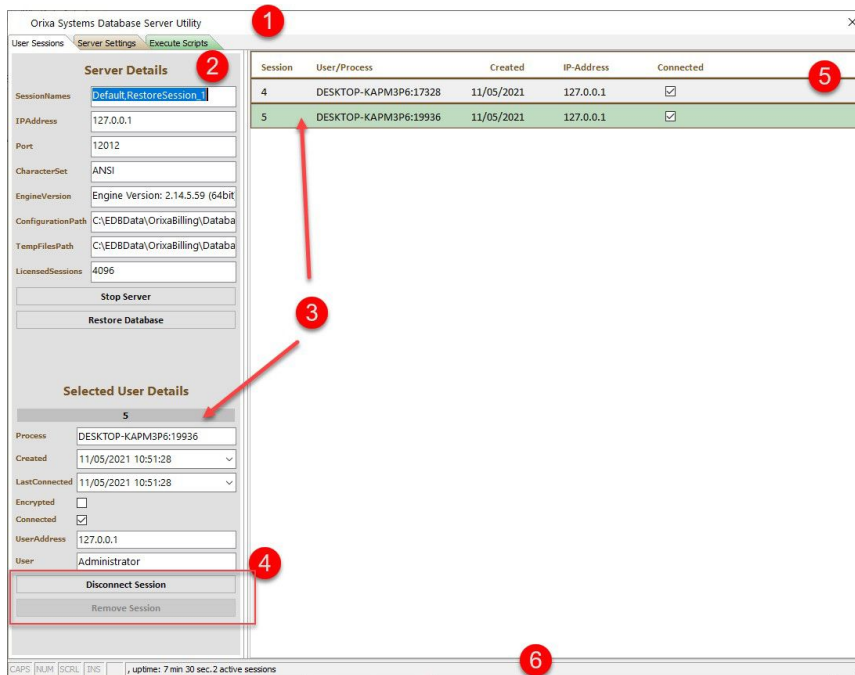 Orixa Systems Database Server Utility
1
User Sessions Server Settings Execute Scripts
Server Details
2
SessionNames Default,RestoreSession_1
IPAddress 127.0.0.1
Port 12012
CharacterSet ANSI
EngineVersion Engine Version: 2.14.5.59 (64bit
ConfigurationPath C:\EDBData\OrixaBilling\Databa
TempFilesPath C:\EDBData\OrixaBilling\Databa
LicensedSessions 4096
Stop Server
Restore Database
Selected User Details
5
Process DESKTOP-KAPM3P6:19936
Created 11/05/2021 10:51:28
LastConnected 11/05/2021 10:51:28
Encrypted
Connected
UserAddress 127.0.0.1
User Administrator
4
Disconnect Session
Remove Session
Session User/Process Created IP-Address Connected
5
4 DESKTOP-KAPM3P6:17328 11/05/2021 127.0.0.1
5 DESKTOP-KAPM3P6:19936 11/05/2021 127.0.0.1
3
CAPS NUM SCRL INS , uptime: 7 min 30 sec.2 active sessions
6